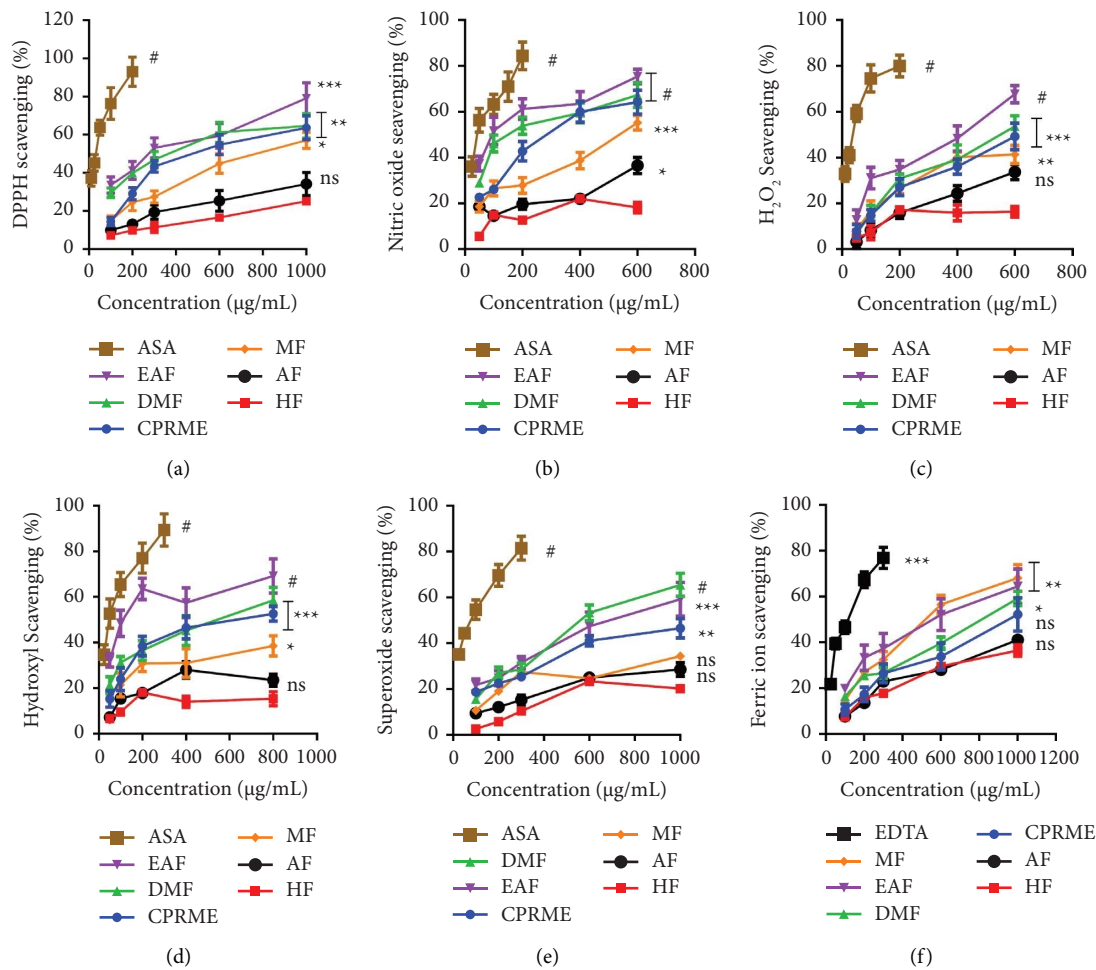 DPPH scavenging (%)
120
100
80
60
40
20
0
#
***
**
*
ns
0 200 400 600 800 1000
Concentration (μg/mL)
ASA MF
EAF AF
DMF HF
CPRME
(a)
Nitric oxide seavenging (%)
100
80
60
40
20
0
#
#
***
*
0 200 400 600 800
Concentration (μg/mL)
ASA MF
EAF AF
DMF HF
CPRME
(b)
H2O2 Seavenging (%)
100
80
60
40
20
0
#
#
***
**
ns
0 200 400 600 800
Concentration (μg/mL)
ASA MF
EAF AF
DMF HF
CPRME
(c)
Hydroxyl Scavenging (%)
100
80
60
40
20
0
#
#
***
*
ns
0 200 400 600 800 1000
Concentration (μg/mL)
ASA MF
EAF AF
DMF HF
CPRME
(d)
Superoxide scavenging (%)
100
80
60
40
20
0
#
#
***
**
ns
ns
0 200 400 600 800 1000
Concentration (μg/mL)
ASA MF
DMF AF
EAF HF
CPRME
(e)
Ferric ion scavenging (%)
100
80
60
40
20
0
***
**
*
ns
ns
0 200 400 600 800 1000 1200
Concentration (μg/mL)
EDTA CPRME
MF AF
EAF HF
DMF
(f)